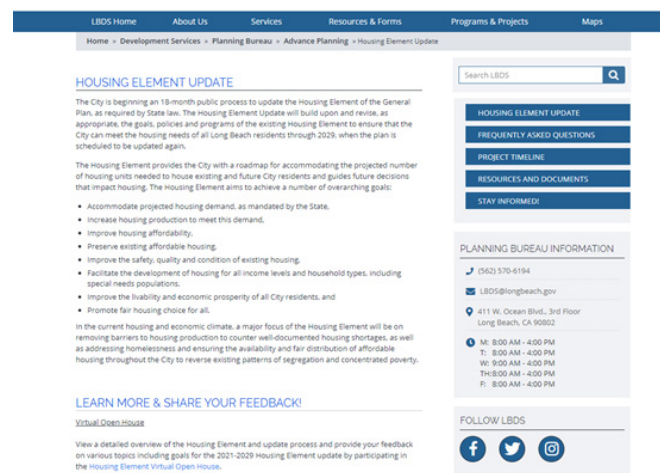 LBDS Home About Us Services Resources & Forms Programs & Projects Maps
Home » Development Services » Planning Bureau » Advance Planning » Housing Element Update
HOUSING ELEMENT UPDATE
The City is beginning an 18-month public process to update the Housing Element of the General
Plan, as required by State law. The Housing Element Update will build upon and revise, as
appropriate, the goals, policies and programs of the existing Housing Element to ensure that the
City can meet the housing needs of all Long Beach residents through 2029, when the plan is
scheduled to be updated again.
The Housing Element provides the City with a roadmap for accommodating the projected number
of housing units needed to house existing and future City residents and guides future decisions
that impact housing. The Housing Element aims to achieve a number of overarching goals:
• Accommodate projected housing demand, as mandated by the State,
• Increase housing production to meet this demand,
• Improve housing affordability,
• Preserve existing affordable housing,
• Improve the safety, quality and condition of existing housing,
• Facilitate the development of housing for all income levels and household types, including
special needs populations,
• Improve the livability and economic prosperity of all City residents, and
• Promote fair housing choice for all.
In the current housing and economic climate, a major focus of the Housing Element will be on
removing barriers to housing production to counter well-documented housing shortages, as well
as addressing homelessness and ensuring the availability and fair distribution of affordable
housing throughout the City to reverse existing patterns of segregation and concentrated poverty.
LEARN MORE & SHARE YOUR FEEDBACK!
Virtual Open House
View a detailed overview of the Housing Element and update process and provide your feedback
on various topics including goals for the 2021-2029 Housing Element update by participating in
the Housing Element Virtual Open House.
Search LBDS
HOUSING ELEMENT UPDATE
FREQUENTLY ASKED QUESTIONS
PROJECT TIMELINE
RESOURCES AND DOCUMENTS
STAY INFORMED!
PLANNING BUREAU INFORMATION
(562) 570-6194
LBDS@longbeach.gov
411 W. Ocean Blvd., 3rd Floor
Long Beach, CA 90802
M: 8:00 AM - 4:00 PM
T: 8:00 AM - 4:00 PM
W: 9:00 AM - 4:00 PM
TH:8:00 AM - 4:00 PM
F: 8:00 AM - 4:00 PM
FOLLOW LBDS